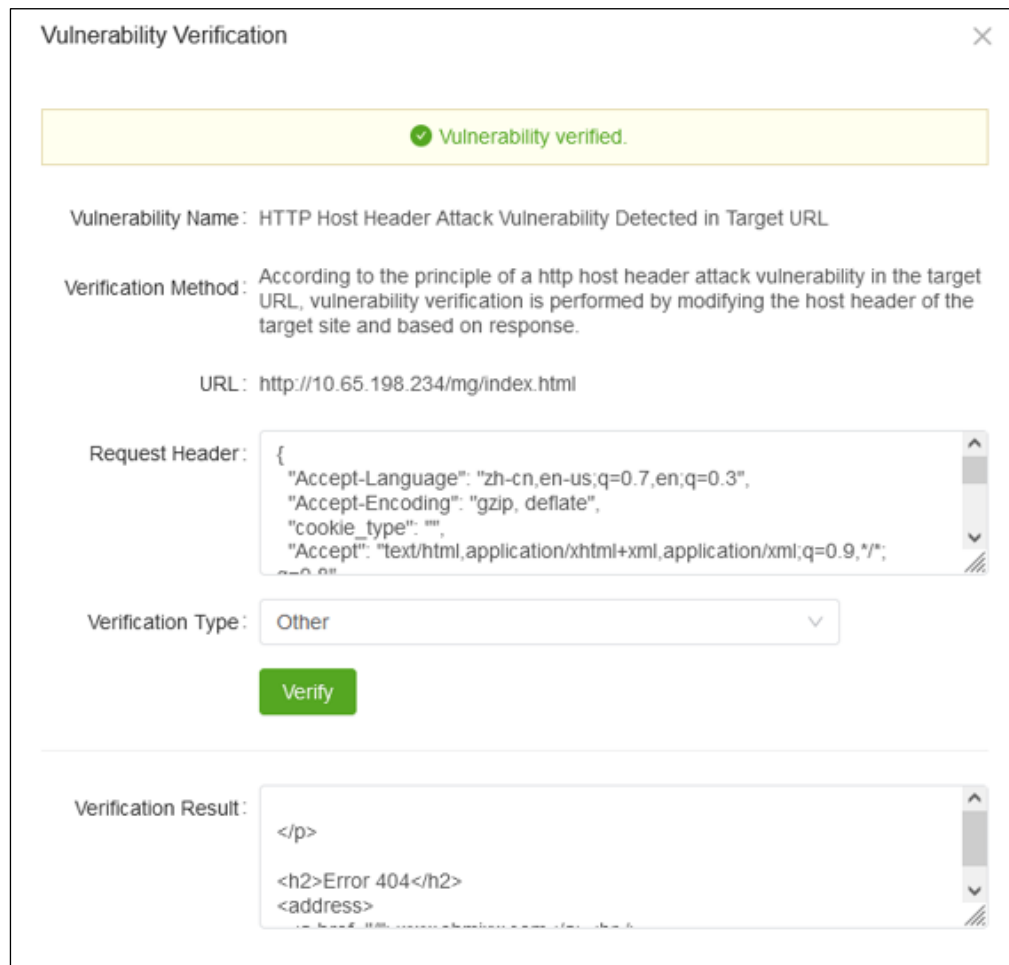 Vulnerability Verification
Vulnerability verified.
Vulnerability Name: HTTP Host Header Attack Vulnerability Detected in Target URL
Verification Method: According to the principle of a http host header attack vulnerability in the target
URL, vulnerability verification is performed by modifying the host header of the
target site and based on response.
URL: http://10.65.198.234/mg/index.html
Request Header: {
"Accept-Language": "zh-cn,en-us;q=0.7,en;q=0.3",
"Accept-Encoding": "gzip, deflate",
"cookie_type": "",
"Accept": "text/html,application/xhtml+xml,application/xml;q=0.9,*/*;
Verification Type: Other
Verify
Verification Result:
</p>
<h2>Error 404</h2>
<address>